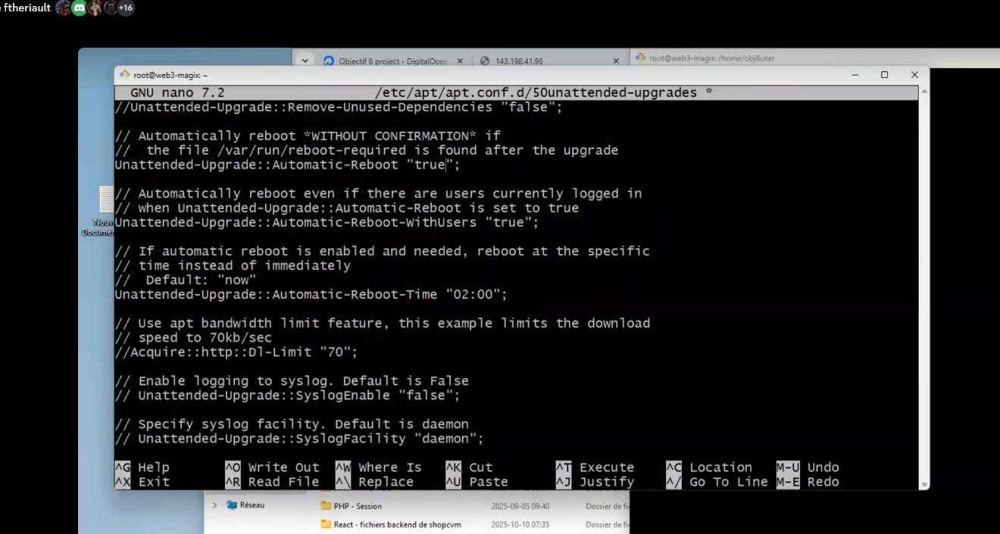 e ftheriault +16
Objectif 8 project - DigitalOcea
143.198.41.96
root@web3-magix: /home/obj8user
root@web3-magix: ~
GNU nano 7.2 /etc/apt/apt.conf.d/50unattended-upgrades *
//Unattended-Upgrade::Remove-Unused-Dependencies "false";
// Automatically reboot *WITHOUT CONFIRMATION* if
//  the file /var/run/reboot-required is found after the upgrade
Unattended-Upgrade::Automatic-Reboot "true";
// Automatically reboot even if there are users currently logged in
// when Unattended-Upgrade::Automatic-Reboot is set to true
Unattended-Upgrade::Automatic-Reboot-WithUsers "true";
// If automatic reboot is enabled and needed, reboot at the specific
// time instead of immediately
//  Default: "now"
Unattended-Upgrade::Automatic-Reboot-Time "02:00";
// Use apt bandwidth limit feature, this example limits the download
// speed to 70kb/sec
//Acquire::http::Dl-Limit "70";
// Enable logging to syslog. Default is False
// Unattended-Upgrade::SyslogEnable "false";
// Specify syslog facility. Default is daemon
// Unattended-Upgrade::SyslogFacility "daemon";
^G Help ^O Write Out ^W Where Is ^K Cut ^T Execute ^C Location M-U Undo
^X Exit ^R Read File ^\ Replace ^U Paste ^J Justify ^/ Go To Line M-E Redo
Nouv
Documen
Réseau
PHP - Session 2025-09-05 09:40 Dossier de fi
React - fichiers backend de shopcvm 2025-10-10 07:35 Dossier de fi